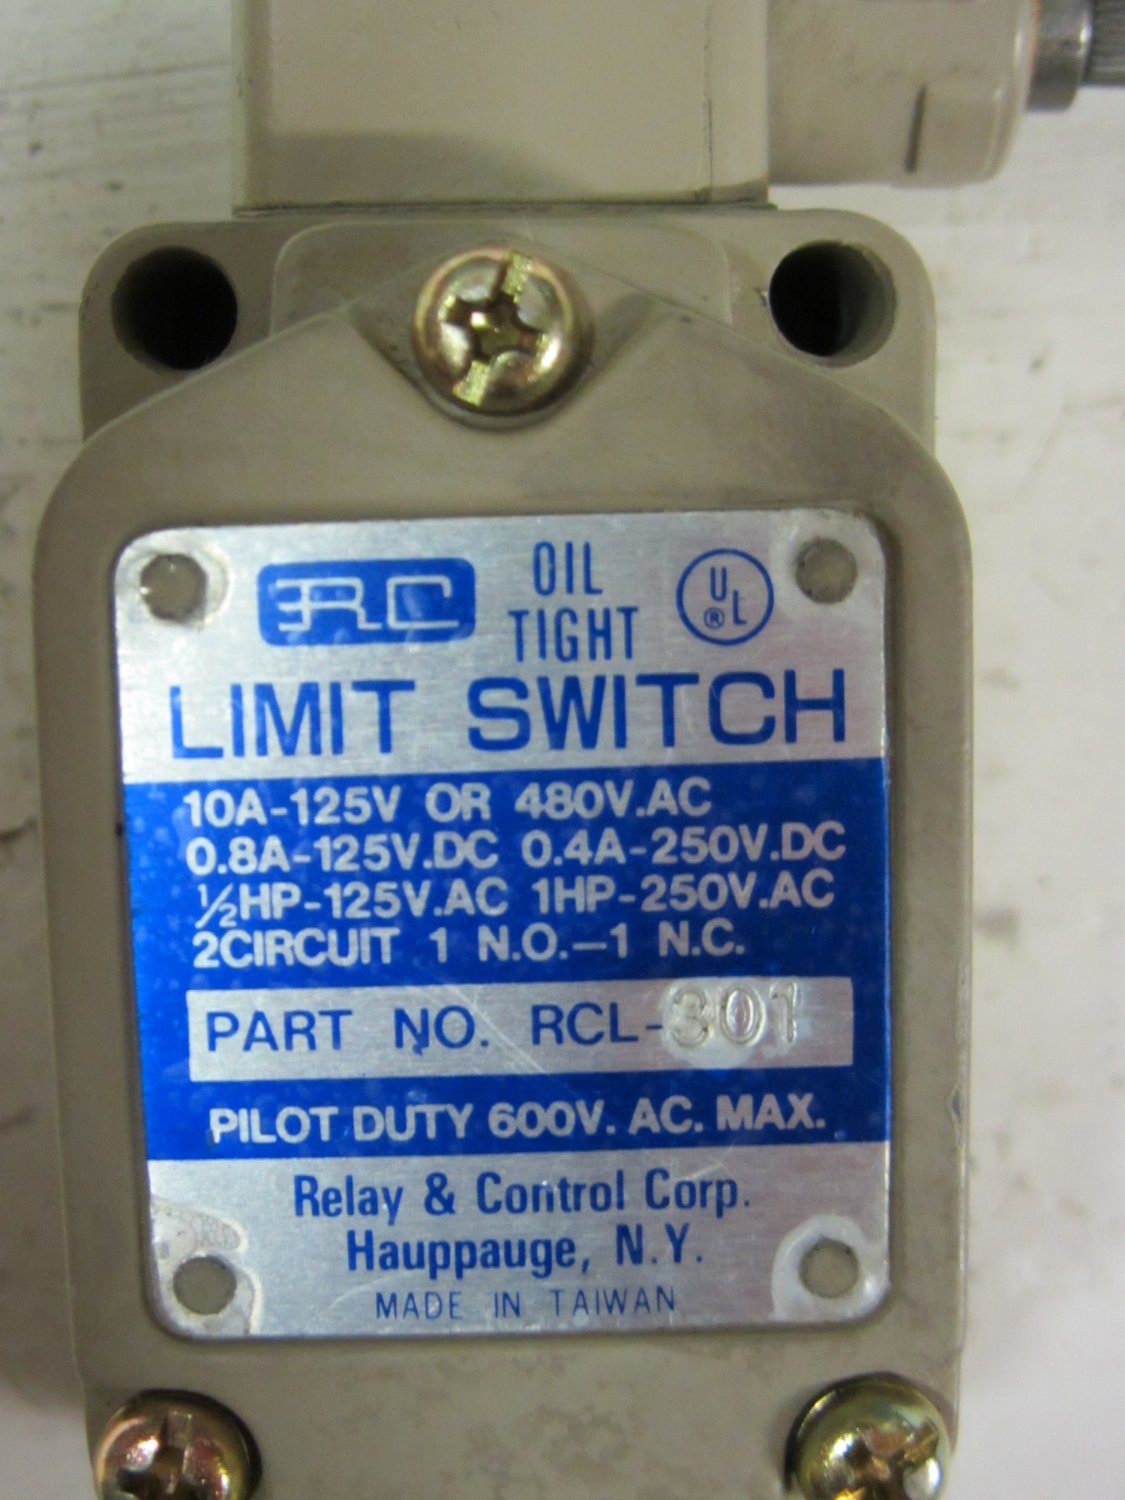 RC
OIL
TIGHT
UL
®
LIMIT SWITCH
10A-125V OR 480V.AC
0.8A-125V.DC 0.4A-250V.DC
½HP-125V.AC 1HP-250V.AC
2CIRCUIT 1 N.O.-1 N.C.
PART NO. RCL-301
PILOT DUTY 600V. AC. MAX.
Relay & Control Corp.
Hauppauge, N.Y.
MADE IN TAIWAN